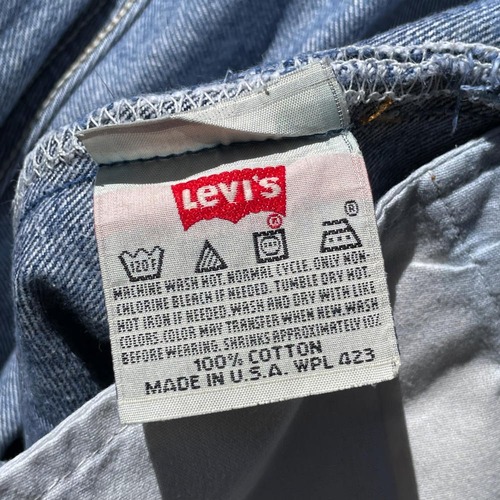 Levi's
®
®
120F
MACHINE WASH HOT. NORMAL CYCLE. ONLY NON-
CHLORINE BLEACH IF NEEDED. TUMBLE DRY HOT.
HOT IRON IF NEEDED. WASH AND DRY WITH LIKE
COLORS. COLOR MAY TRANSFER WHEN NEW. WASH
BEFORE WEARING. SHRINKS APPROXIMATELY 10%.
100% COTTON
MADE IN U.S.A. WPL 423